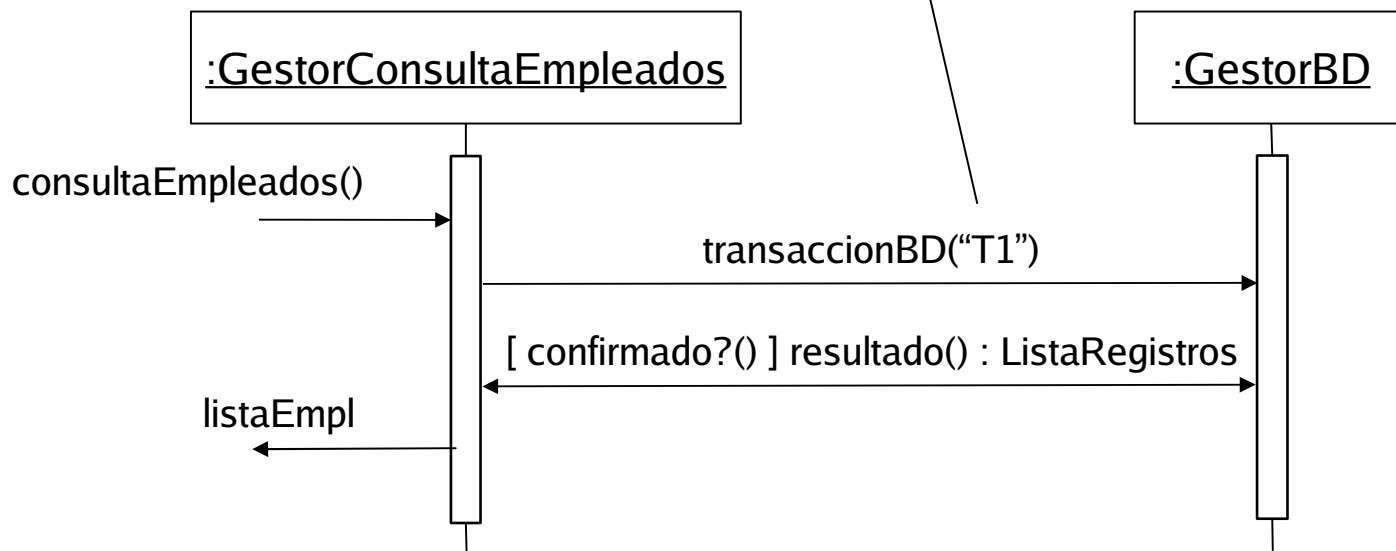 :GestorConsultaEmpleados
:GestorBD
consultaEmpleados()
transaccionBD(“T1”)
[ confirmado?() ] resultado() : ListaRegistros
listaEmpl